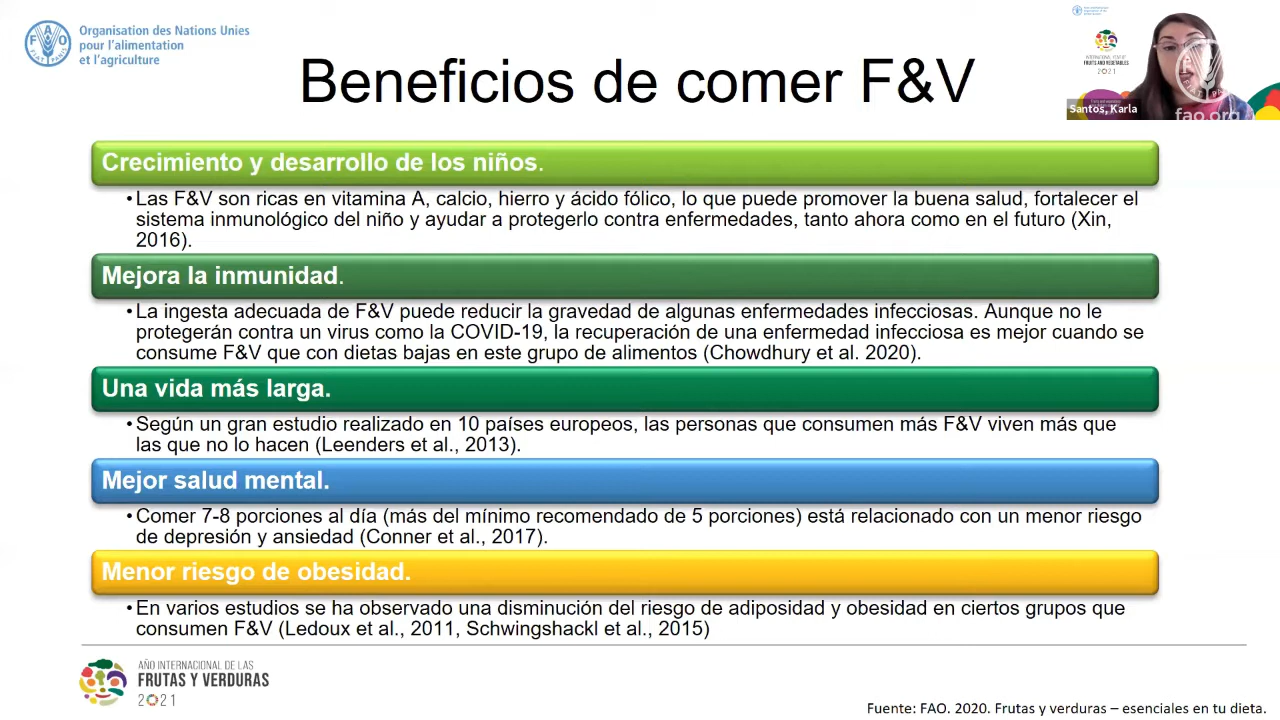 Organisation des Nations Unies
pour l'alimentation
et l'agriculture
Beneficios de comer F&V
FRUITS AND VEGETABLES
2021
Santos, Karla
fao.org
Crecimiento y desarrollo de los niños.
•Las F&V son ricas en vitamina A, calcio, hierro y ácido fólico, lo que puede promover la buena salud, fortalecer el
sistema inmunológico del niño y ayudar a protegerlo contra enfermedades, tanto ahora como en el futuro (Xin,
2016).
Mejora la inmunidad.
•La ingesta adecuada de F&V puede reducir la gravedad de algunas enfermedades infecciosas. Aunque no le
protegerán contra un virus como la COVID-19, la recuperación de una enfermedad infecciosa es mejor cuando se
consume F&V que con dietas bajas en este grupo de alimentos (Chowdhury et al. 2020).
Una vida más larga.
•Según un gran estudio realizado en 10 países europeos, las personas que consumen más F&V viven más que
las que no lo hacen (Leenders et al., 2013).
Mejor salud mental.
•Comer 7-8 porciones al día (más del mínimo recomendado de 5 porciones) está relacionado con un menor riesgo
de depresión y ansiedad (Conner et al., 2017).
Menor riesgo de obesidad.
•En varios estudios se ha observado una disminución del riesgo de adiposidad y obesidad en ciertos grupos que
consumen F&V (Ledoux et al., 2011, Schwingshackl et al., 2015)
AÑO INTERNACIONAL DE LAS
FRUTAS Y VERDURAS
2021
Fuente: FAO. 2020. Frutas y verduras – esenciales en tu dieta.